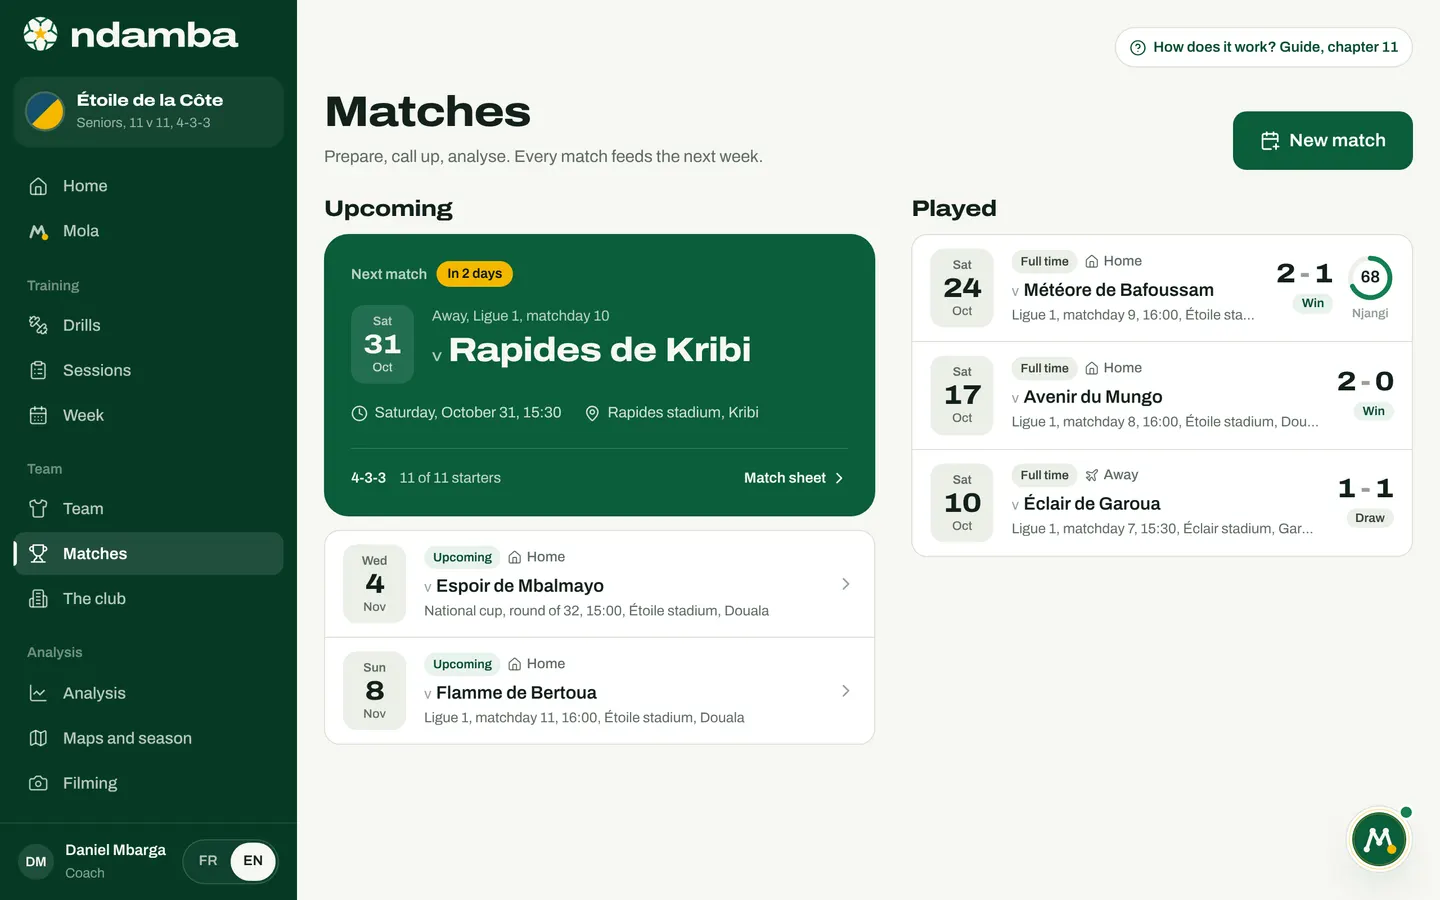 ndamba
Étoile de la Côte
Seniors, 11 v 11, 4-3-3
Home
Mola
Training
Drills
Sessions
Week
Team
Team
Matches
The club
Analysis
Analysis
Maps and season
Filming
DM
Daniel Mbarga
Coach
FR
EN
How does it work? Guide, chapter 11
Matches
Prepare, call up, analyse. Every match feeds the next week.
New match
Upcoming
Next match
In 2 days
Sat
31
Oct
Away, Ligue 1, matchday 10
v Rapides de Kribi
Saturday, October 31, 15:30
Rapides stadium, Kribi
4-3-3
11 of 11 starters
Match sheet
Wed
4
Nov
Upcoming
Home
v Espoir de Mbalmayo
National cup, round of 32, 15:00, Étoile stadium, Douala
Sun
8
Nov
Upcoming
Home
v Flamme de Bertoua
Ligue 1, matchday 11, 16:00, Étoile stadium, Douala
Played
Sat
24
Oct
Full time
Home
v Météore de Bafoussam
Ligue 1, matchday 9, 16:00, Étoile sta...
2 - 1
Win
68
Njangi
Sat
17
Oct
Full time
Home
v Avenir du Mungo
Ligue 1, matchday 8, 16:00, Étoile stadium, Dou...
2 - 0
Win
Sat
10
Oct
Full time
Away
v Éclair de Garoua
Ligue 1, matchday 7, 15:30, Éclair stadium, Gar...
1 - 1
Draw